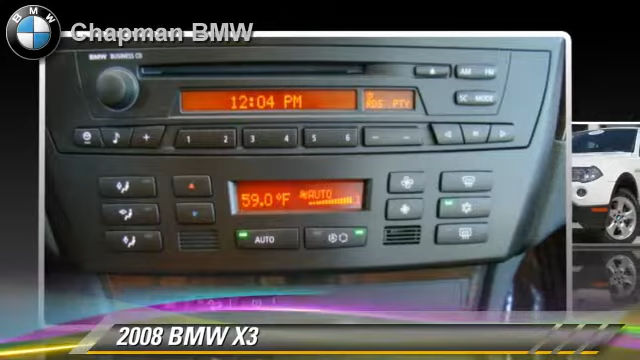 BMW
Chapman BMW
BMW BUSINESS CD
AM FM
SC MODE
12:04 PM
RDS PTY
1 2 3 4 5 6
59.0°F AUTO
AUTO
2008 BMW X3